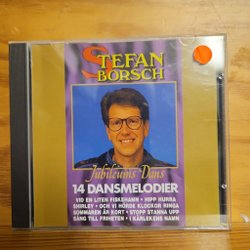 STEFAN
BORSCH
Jubileums Dans
14 DANSMELODIER
VID EN LITEN FISKEHAMN · HIPP HURRA
SHIRLEY · OCH VI HÖRDE KLOCKOR RINGA
SOMMAREN ÄR KORT · STOPP STANNA UPP
SÅNG TILL FRIHETEN · I KÄRLEKENS NAMN